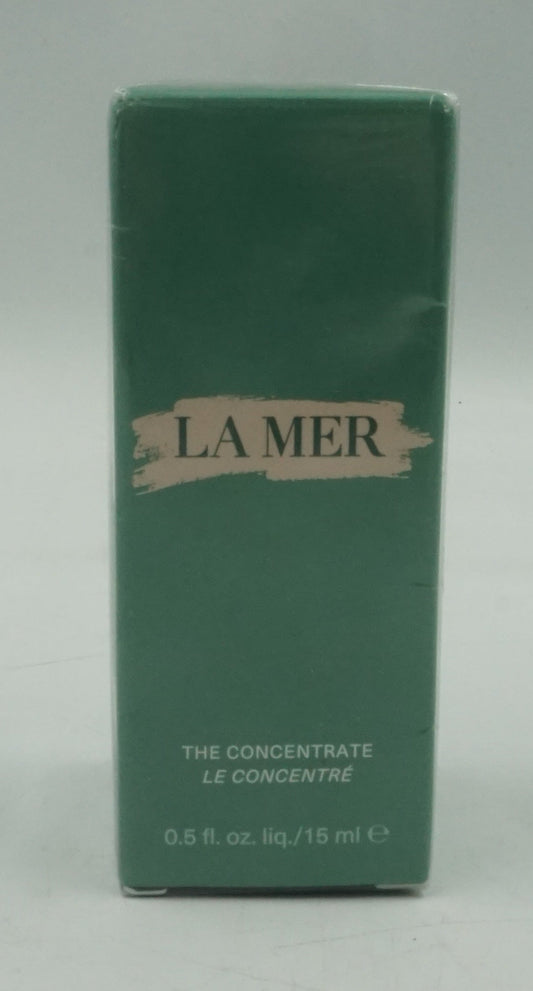 LA MER
THE CONCENTRATE
LE CONCENTRÉ
0.5 fl. oz. liq./15 ml ℮